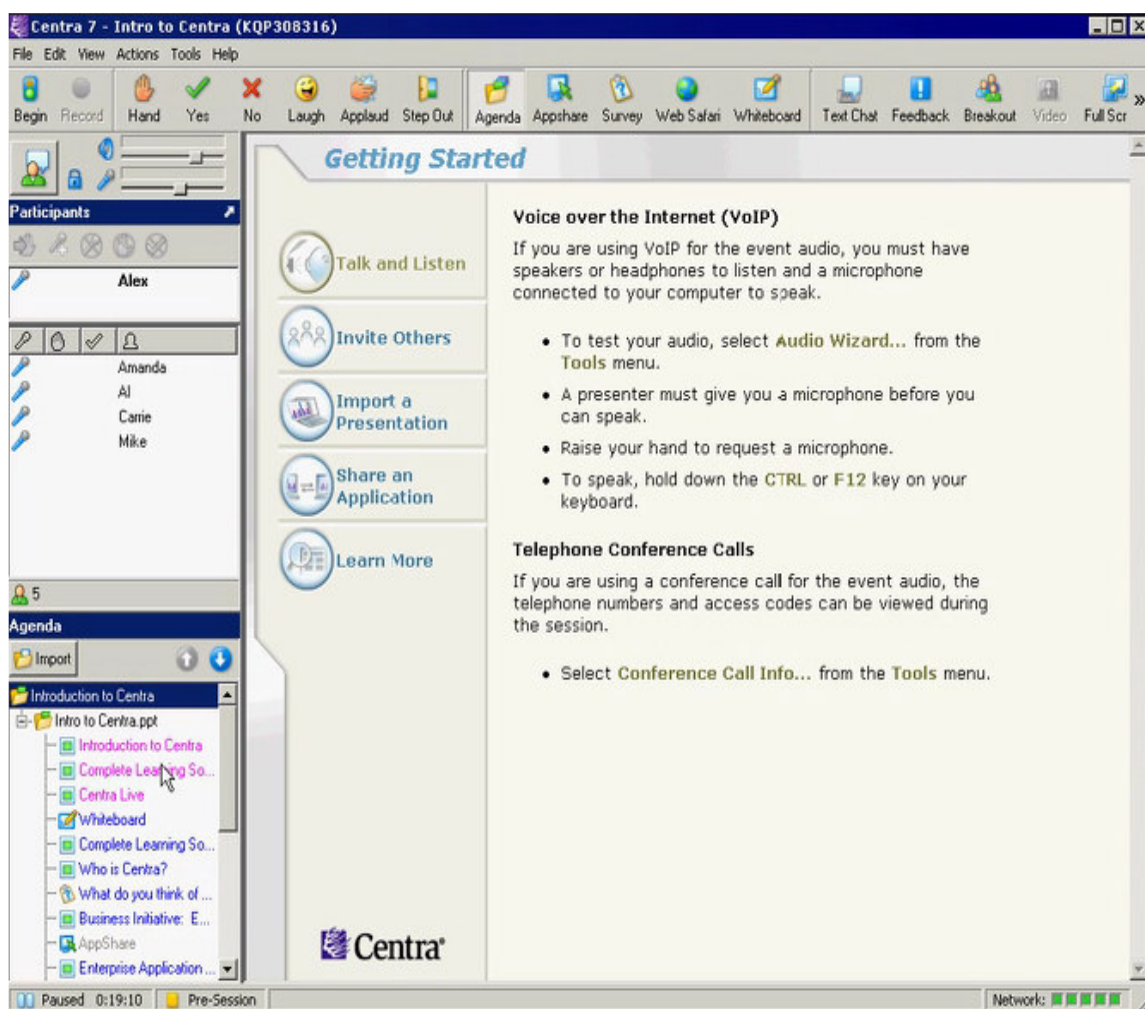 Centra 7 - Intro to Centra (KQP308316)
File Edit View Actions Tools Help
Begin Record Hand Yes No Laugh Applaud Step Out Agenda Appshare Survey Web Safari Whiteboard Text Chat Feedback Breakout Video Full Scr »
Participants
Alex
Amanda
Al
Carrie
Mike
5
Agenda
Import
Introduction to Centra
Intro to Centra.ppt
Introduction to Centra
Complete Learning So...
Centra Live
Whiteboard
Complete Learning So...
Who is Centra?
What do you think of ...
Business Initiative: E...
AppShare
Enterprise Application ...
Getting Started
Talk and Listen
Invite Others
Import a
Presentation
Share an
Application
Learn More
Centra
Voice over the Internet (VoIP)
If you are using VoIP for the event audio, you must have
speakers or headphones to listen and a microphone
connected to your computer to speak.
• To test your audio, select Audio Wizard... from the
Tools menu.
• A presenter must give you a microphone before you
can speak.
• Raise your hand to request a microphone.
• To speak, hold down the CTRL or F12 key on your
keyboard.
Telephone Conference Calls
If you are using a conference call for the event audio, the
telephone numbers and access codes can be viewed during
the session.
• Select Conference Call Info... from the Tools menu.
Paused 0:19:10 Pre-Session Network: